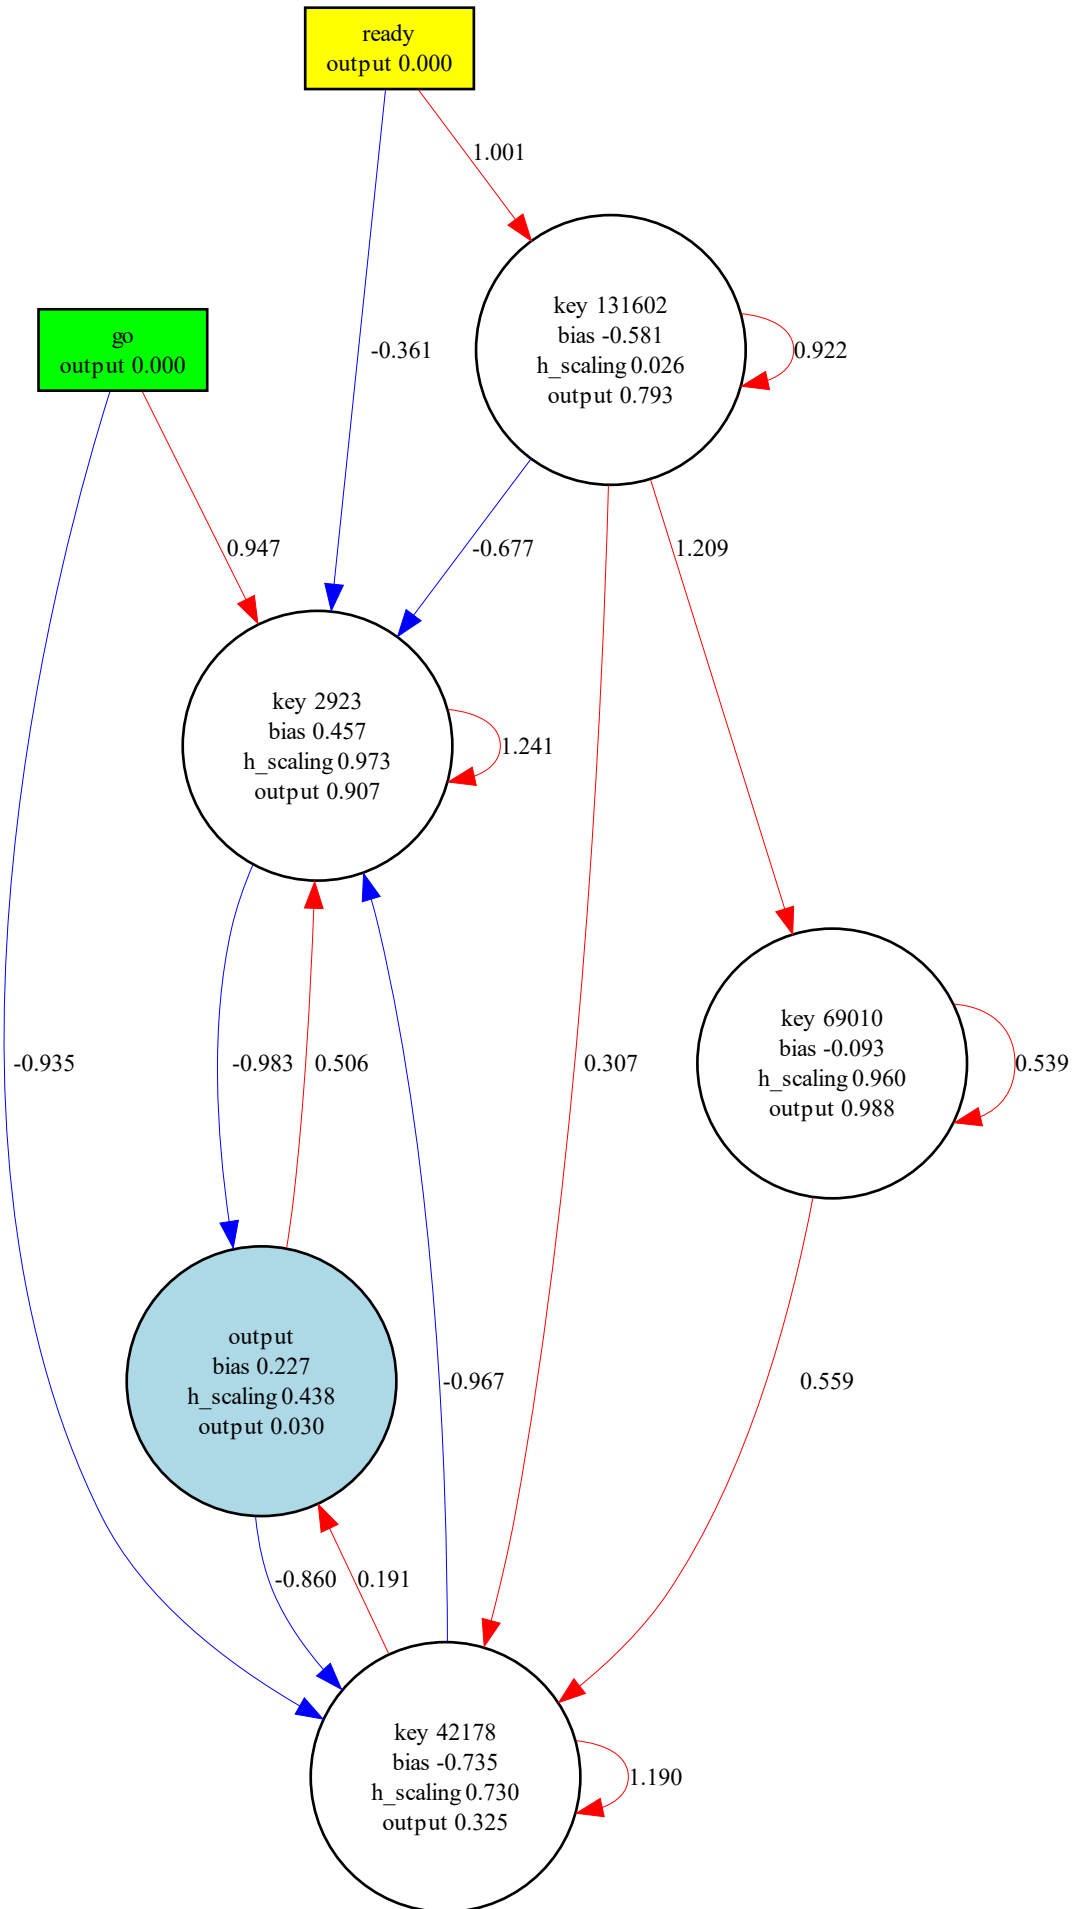 ready
output 0.000
1.001
go
output 0.000
-0.361
key 131602
bias -0.581
h_scaling 0.026
output 0.793
0.922
0.947
-0.677
1.209
key 2923
bias 0.457
h_scaling 0.973
output 0.907
1.241
-0.935
-0.983
0.506
0.307
key 69010
bias -0.093
h_scaling 0.960
output 0.988
0.539
output
bias 0.227
h_scaling 0.438
output 0.030
-0.967
0.559
-0.860
0.191
key 42178
bias -0.735
h_scaling 0.730
output 0.325
1.190